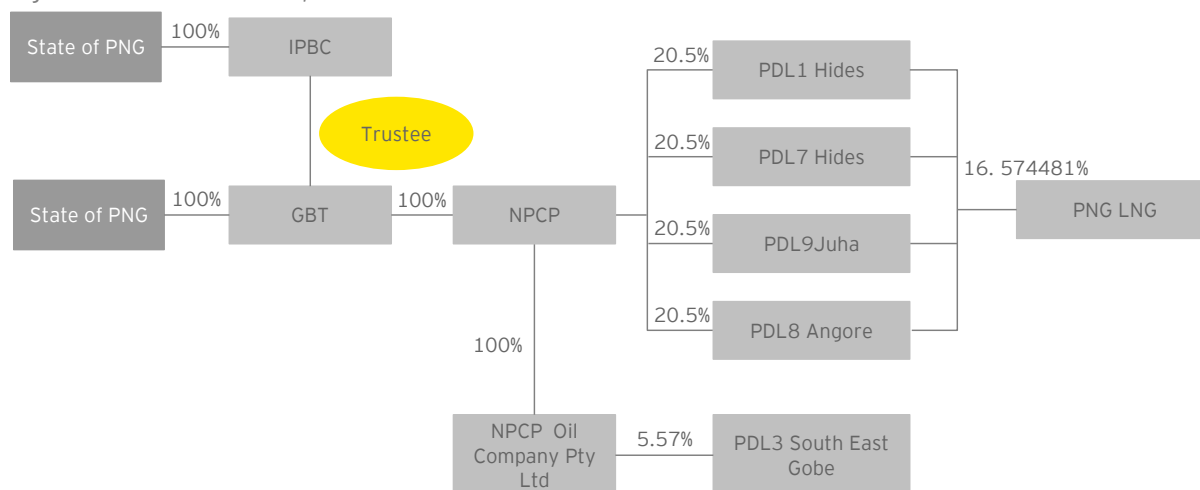 State of PNG
100%
IPBC
Trustee
State of PNG
100%
GBT
100%
NPCP
20.5%
PDL1 Hides
20.5%
PDL7 Hides
20.5%
PDL9Juha
20.5%
PDL8 Angore
16. 574481%
PNG LNG
100%
NPCP Oil
Company Pty
Ltd
5.57%
PDL3 South East
Gobe